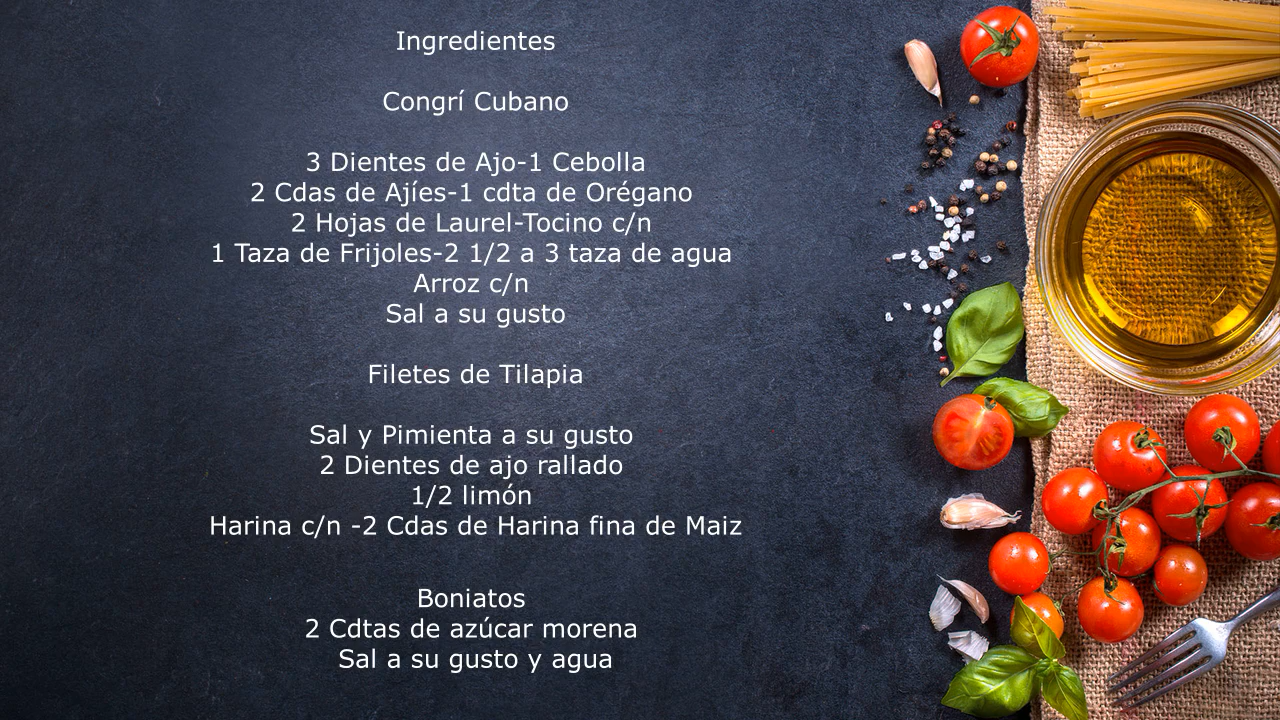 Ingredientes
Congrí Cubano
3 Dientes de Ajo-1 Cebolla
2 Cdas de Ajíes-1 cdta de Orégano
2 Hojas de Laurel-Tocino c/n
1 Taza de Frijoles-2 1/2 a 3 taza de agua
Arroz c/n
Sal a su gusto
Filetes de Tilapia
Sal y Pimienta a su gusto
2 Dientes de ajo rallado
1/2 limón
Harina c/n -2 Cdas de Harina fina de Maiz
Boniatos
2 Cdtas de azúcar morena
Sal a su gusto y agua